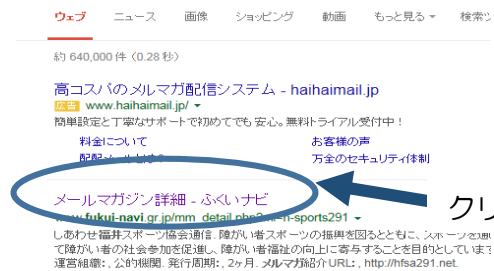 ウェブ ニュース 画像 ショッピング 動画 もっと見る 検索ツ
約 640,000 件 (0.28 秒)
高コスパのメルマガ配信システム - haihaimail.jp
広告 www.haihaimail.jp/
簡単設定と丁寧なサポートで初めてでも安心。無料トライアル受付中！
料金について お客様の声
万全のセキュリティ体制
メールマガジン詳細 - ふくいナビ
www.fukui-navi.gr.jp/mm_detail.php
sports291
クリ
しあわせ福井スポーツ協会通信. 障がい者スポーツの振興を図るとともに、スポーツを通
て障がい者の社会参加を促進し、障がい者福祉の向上に寄与することを目的としています
運営組織:, 公的機関. 発行周期:, 2ヶ月. メルマガ紹介URL:, http://hfsa291.net.